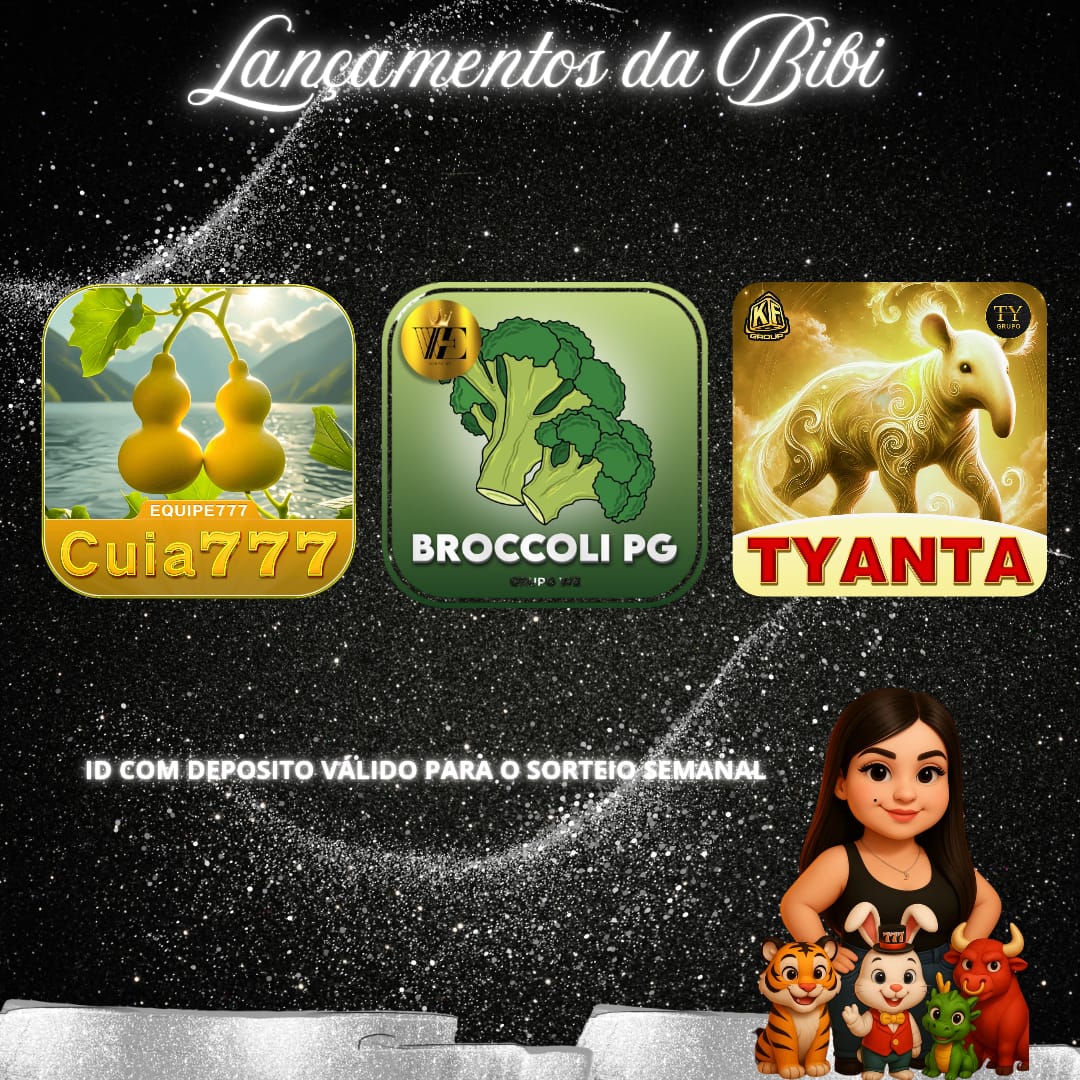 Lançamentos da Bibi
EQUIPE777
Cuia777
WE
BROCCOLI PG
KF
GROUP
TY
GRUPO
TYANTA
ID COM DEPOSITO VÁLIDO PARA O SORTEIO SEMANAL
777